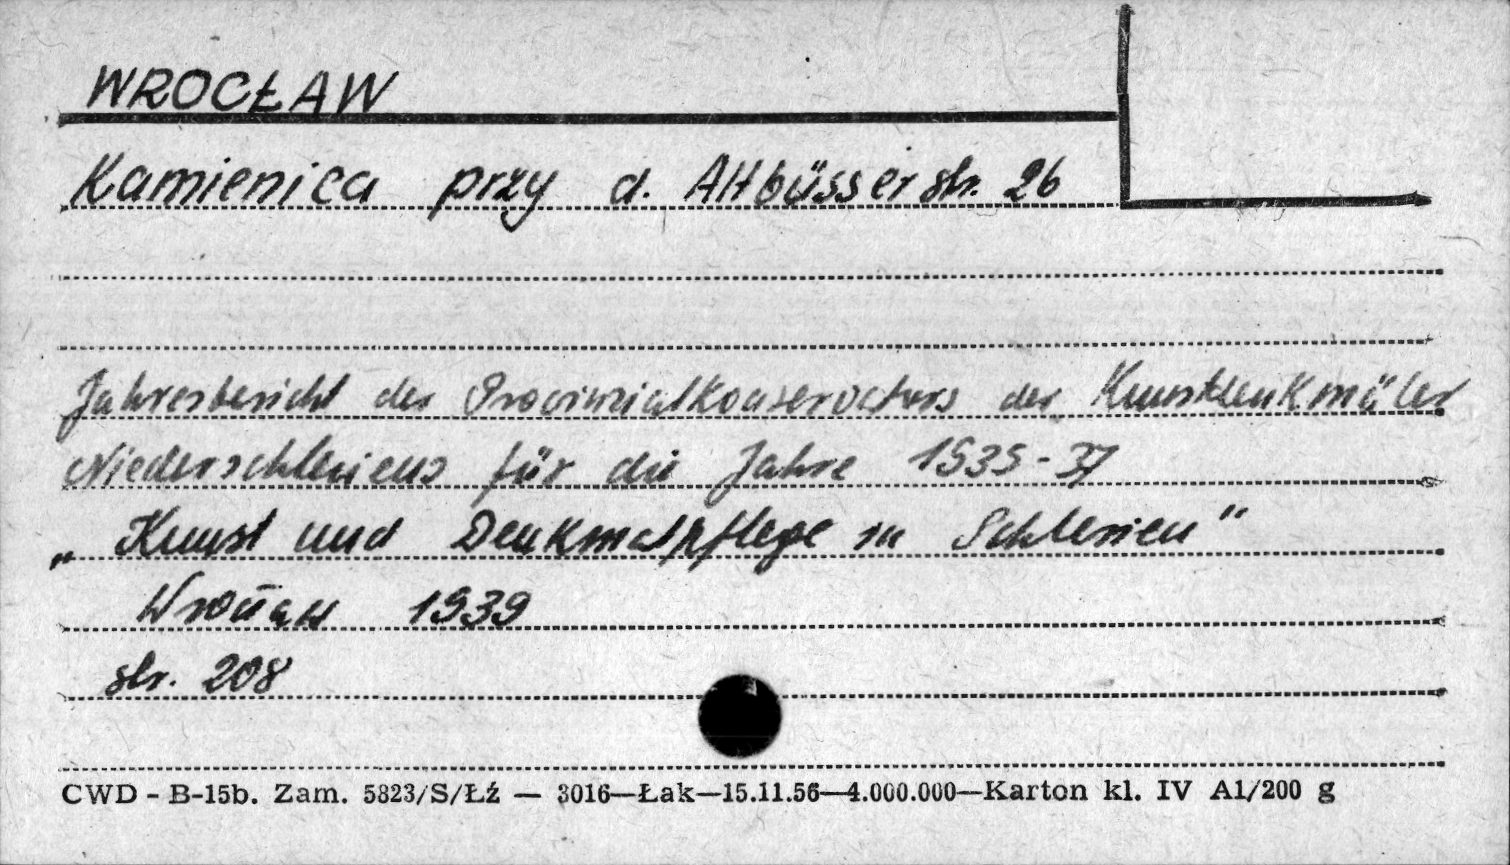 WROCŁAW
Kamienica przy d. Altbüsserstr. 26
Jahresbericht des Provinzialkonservators der Kunstdenkmäler
Niederschlesiens für die Jahre 1935-37
„Kunst und Denkmalpflege in Schlesien"
Wrocław 1939
str. 208
CWD - B-15b. Zam. 5823/S/Łź — 3016—Łak—15.11.56—4.000.000—Karton kl. IV A1/200 g